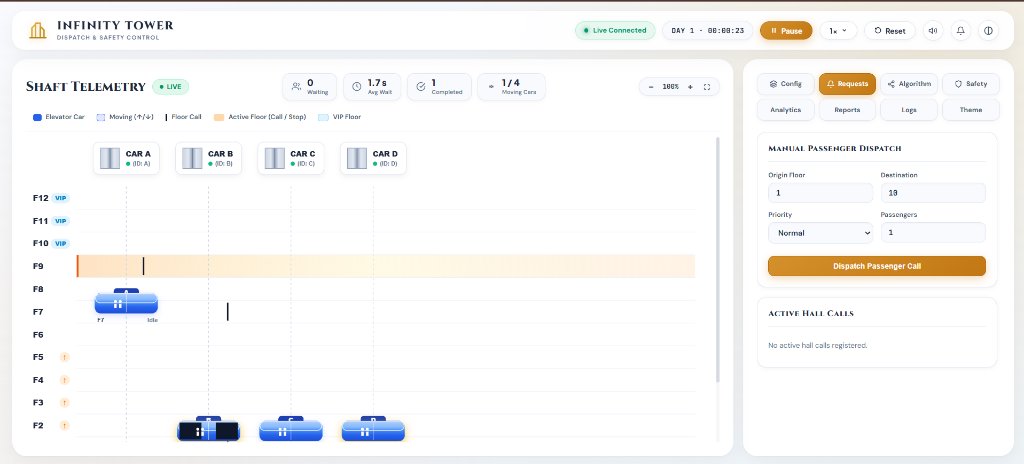 INFINITY TOWER
DISPATCH & SAFETY CONTROL
Live Connected
DAY 1 · 00:00:23
Pause
1x
Reset
SHAFT TELEMETRY
LIVE
0
Waiting
1.7 s
Avg Wait
1
Completed
1 / 4
Moving Cars
− 100% +
Elevator Car
Moving (↑/↓)
Floor Call
Active Floor (Call / Stop)
VIP Floor
CAR A
(ID: A)
CAR B
(ID: B)
CAR C
(ID: C)
CAR D
(ID: D)
F12 VIP
F11 VIP
F10 VIP
F9
F8
F7
F7 Idle
F6
F5 ↑
F4 ↑
F3 ↑
F2 ↑
Config
Requests
Algorithm
Safety
Analytics
Reports
Logs
Theme
MANUAL PASSENGER DISPATCH
Origin Floor
1
Destination
10
Priority
Normal
Passengers
1
Dispatch Passenger Call
ACTIVE HALL CALLS
No active hall calls registered.